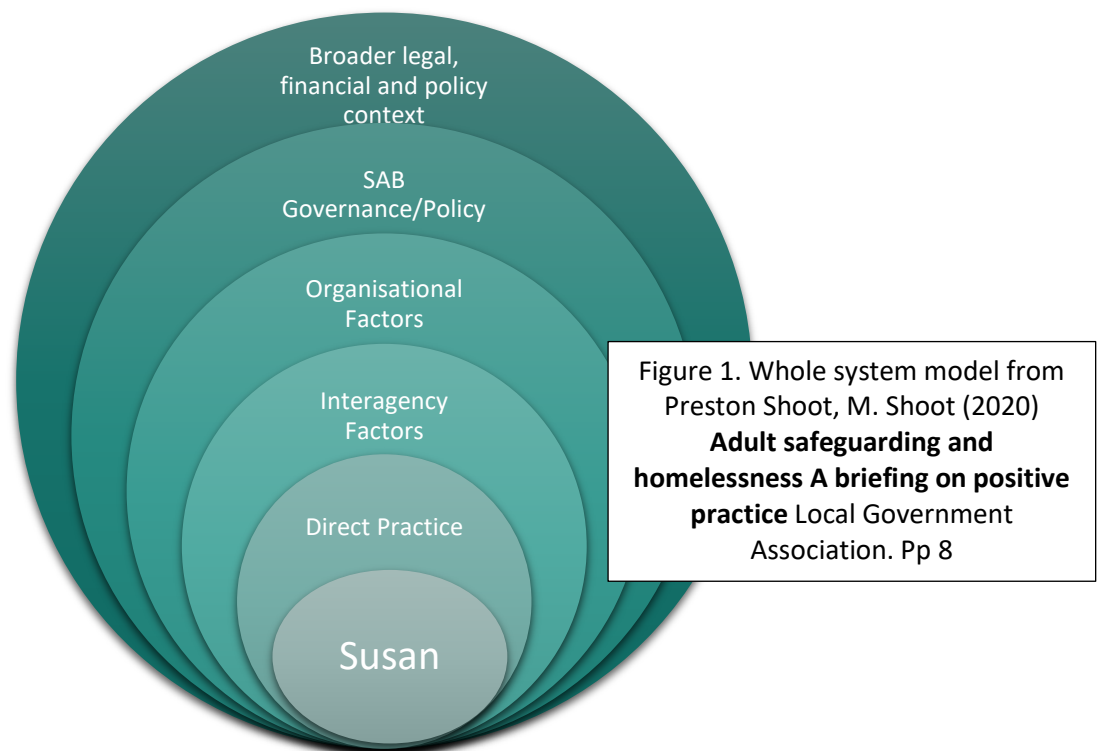 Broader legal,
financial and policy
context
SAB
Governance/Policy
Organisational
Factors
Interagency
Factors
Direct Practice
Susan
Figure 1. Whole system model from
Preston Shoot, M. Shoot (2020)
Adult safeguarding and
homelessness A briefing on positive
practice Local Government
Association. Pp 8